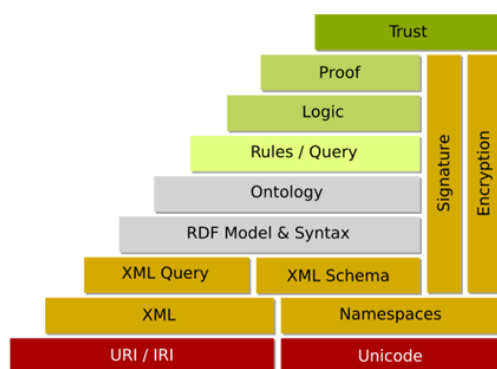 Trust
Proof
Logic
Rules / Query
Ontology
RDF Model & Syntax
Signature
Encryption
XML Query
XML Schema
XML
Namespaces
URI / IRI
Unicode